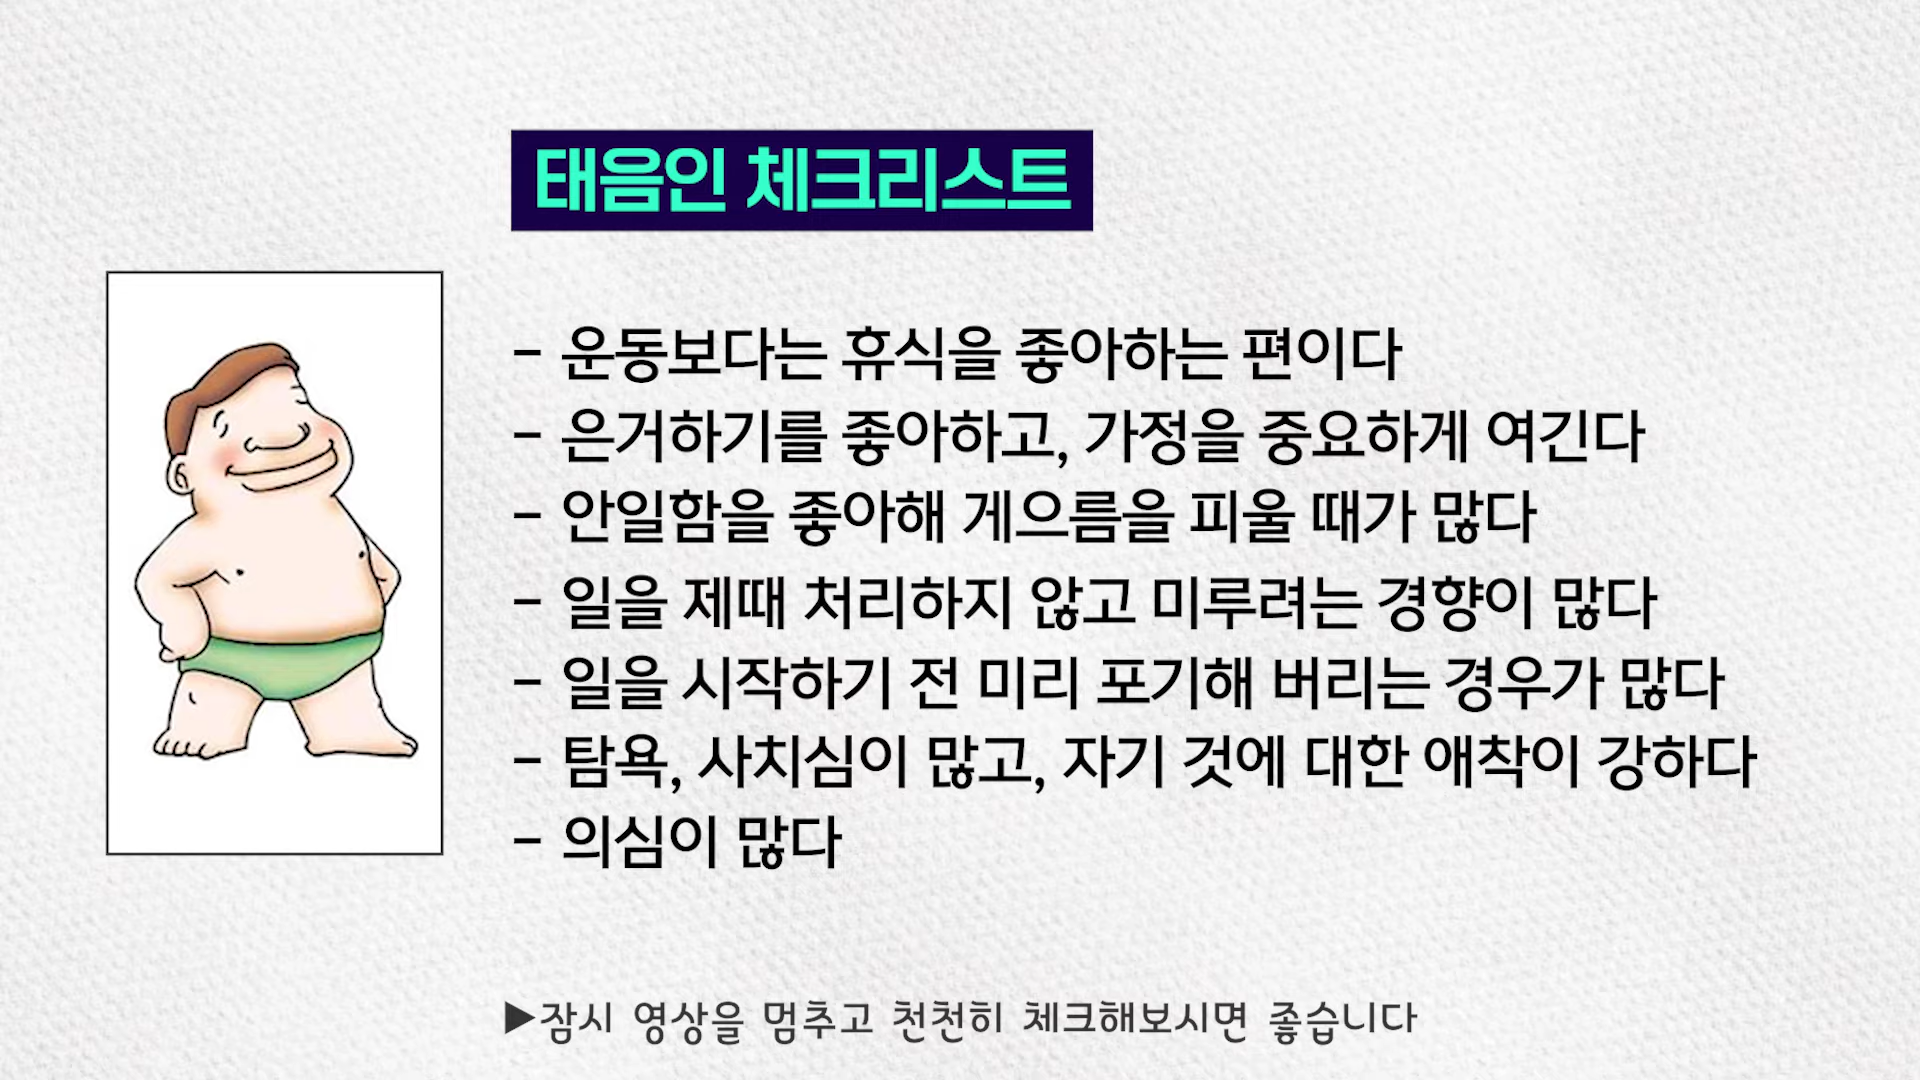 태음인 체크리스트
- 운동보다는 휴식을 좋아하는 편이다
- 은거하기를 좋아하고, 가정을 중요하게 여긴다
- 안일함을 좋아해 게으름을 피울 때가 많다
- 일을 제때 처리하지 않고 미루려는 경향이 많다
- 일을 시작하기 전 미리 포기해 버리는 경우가 많다
- 탐욕, 사치심이 많고, 자기 것에 대한 애착이 강하다
- 의심이 많다
▶잠시 영상을 멈추고 천천히 체크해보시면 좋습니다